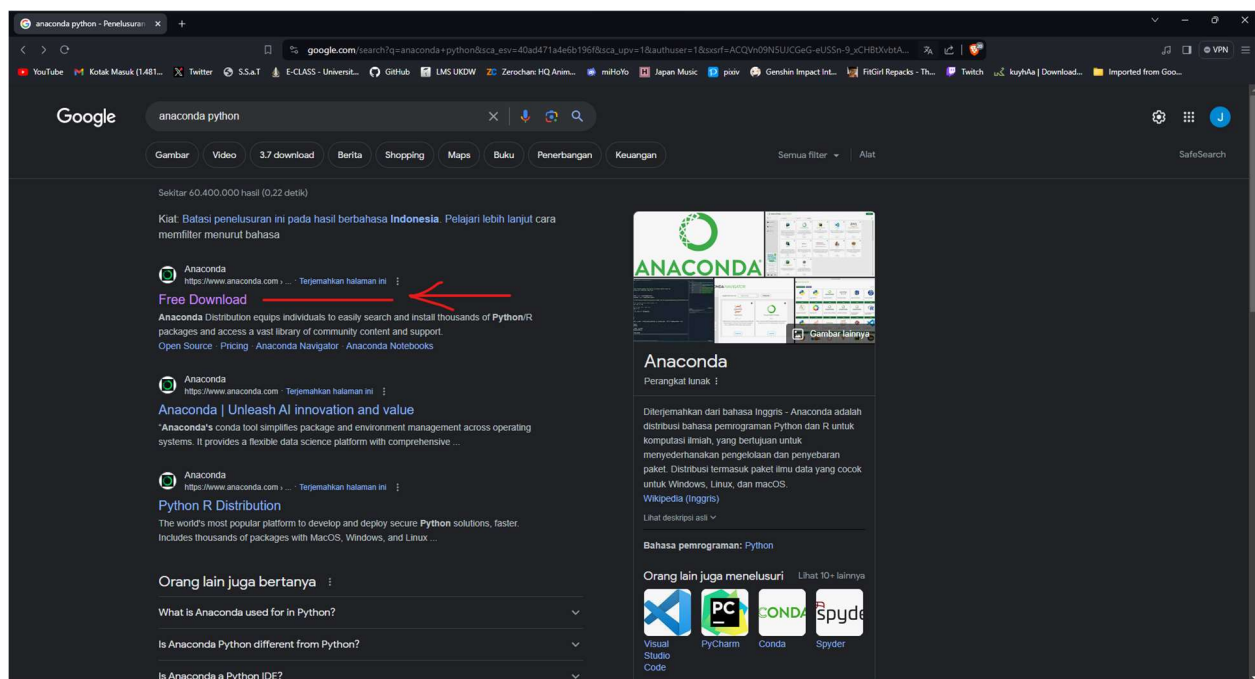 anaconda python - Penelusuran
google.com/search?q=anaconda+python&sca_esv=40ad471a4e6b196f&sca_upv=1&authuser=1&sxsrf=ACQVn09N5UJCGeG-eUSSn-9_xCHBtXvbtA...
VPN
YouTube
Kotak Masuk (1.481...
Twitter
S.S.a.T
E-CLASS - Universit...
GitHub
LMS UKDW
Zerochan: HQ Anim...
miHoYo
Japan Music
pixiv
Genshin Impact Int...
FitGirl Repacks - Th...
Twitch
kuyhAa | Download...
Imported from Goo...
Google
anaconda python
J
Gambar
Video
3.7 download
Berita
Shopping
Maps
Buku
Penerbangan
Keuangan
Semua filter
Alat
SafeSearch
Sekitar 60.400.000 hasil (0,22 detik)
Kiat: Batasi penelusuran ini pada hasil berbahasa Indonesia. Pelajari lebih lanjut cara
memfilter menurut bahasa
Anaconda
https://www.anaconda.com › ... · Terjemahkan halaman ini
Free Download
Anaconda Distribution equips individuals to easily search and install thousands of Python/R
packages and access a vast library of community content and support.
Open Source · Pricing · Anaconda Navigator · Anaconda Notebooks
Anaconda
https://www.anaconda.com · Terjemahkan halaman ini
Anaconda | Unleash AI innovation and value
“Anaconda's conda tool simplifies package and environment management across operating
systems. It provides a flexible data science platform with comprehensive ...
Anaconda
https://www.anaconda.com › ... · Terjemahkan halaman ini
Python R Distribution
The world's most popular platform to develop and deploy secure Python solutions, faster.
Includes thousands of packages with MacOS, Windows, and Linux ...
Orang lain juga bertanya
What is Anaconda used for in Python?
Is Anaconda Python different from Python?
Is Anaconda a Python IDE?
ANACONDA
Gambar lainnya
Anaconda
Perangkat lunak
Diterjemahkan dari bahasa Inggris - Anaconda adalah
distribusi bahasa pemrograman Python dan R untuk
komputasi ilmiah, yang bertujuan untuk
menyederhanakan pengelolaan dan penyebaran
paket. Distribusi termasuk paket ilmu data yang cocok
untuk Windows, Linux, dan macOS.
Wikipedia (Inggris)
Lihat deskripsi asli
Bahasa pemrograman: Python
Orang lain juga menelusuri
Lihat 10+ lainnya
PC
CONDA
spyde
Visual
Studio
Code
PyCharm
Conda
Spyder